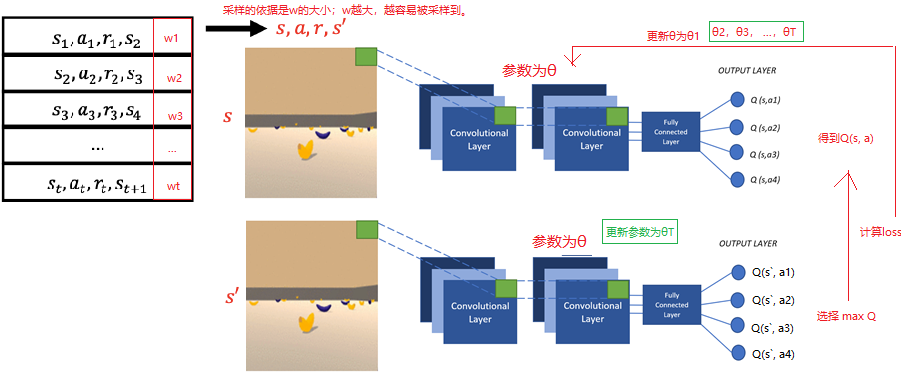 采样的依据是w的大小；w越大，越容易被采样到。
s₁, a₁, r₁, s₂ w1
s₂, a₂, r₂, s₃ w2
s₃, a₃, r₃, s₄ w3
... ...
sₜ, aₜ, rₜ, sₜ₊₁ wt
s, a, r, s′
更新θ为θ1 θ2，θ3，...，θT
参数为θ
s
Convolutional
Layer
Convolutional
Layer
Fully
Connected
Layer
OUTPUT LAYER
Q (s,a1)
Q (s,a2)
Q (s,a3)
Q (s,a4)
得到Q(s, a)
计算loss
选择 max Q
参数为θ
更新参数为θT
s′
Convolutional
Layer
Convolutional
Layer
Fully
Connected
Layer
OUTPUT LAYER
Q(s`, a1)
Q(s`, a2)
Q(s`, a3)
Q(s`, a4)